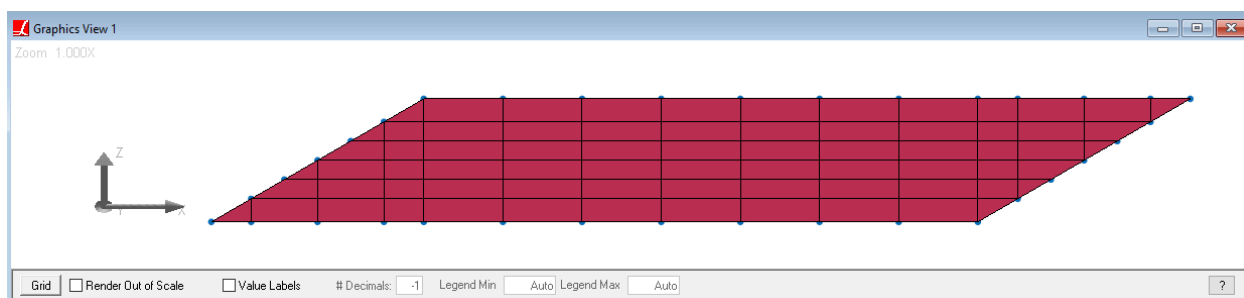 Graphics View 1
Zoom 1.000X
Z
X
Grid Render Out of Scale Value Labels # Decimals: -1 Legend Min Auto Legend Max Auto ?